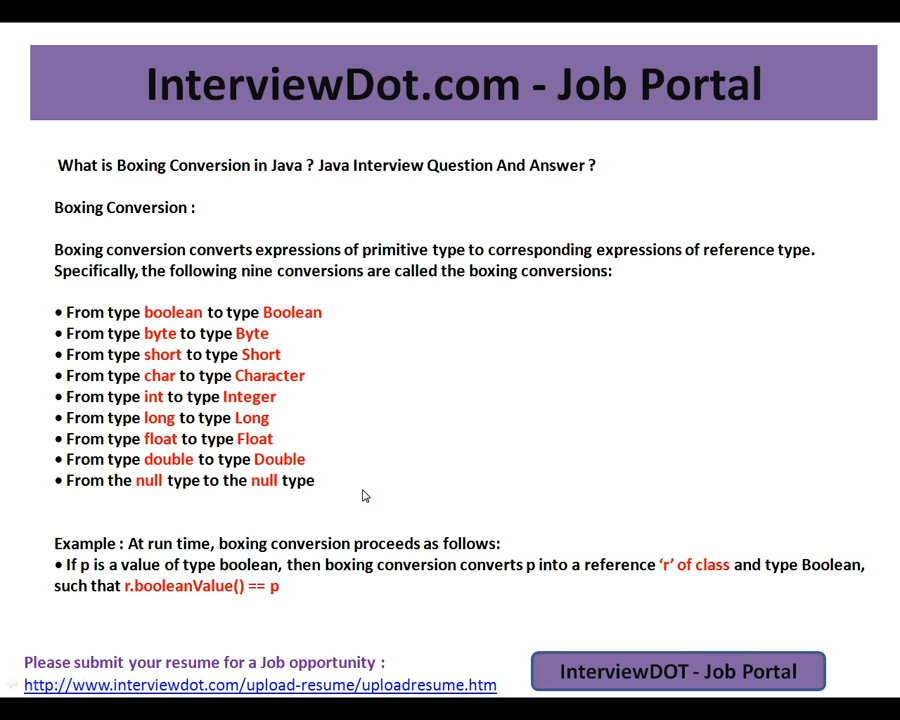 InterviewDot.com - Job Portal
What is Boxing Conversion in Java ? Java Interview Question And Answer ?
Boxing Conversion :
Boxing conversion converts expressions of primitive type to corresponding expressions of reference type.
Specifically, the following nine conversions are called the boxing conversions:
• From type boolean to type Boolean
• From type byte to type Byte
• From type short to type Short
• From type char to type Character
• From type int to type Integer
• From type long to type Long
• From type float to type Float
• From type double to type Double
• From the null type to the null type
Example : At run time, boxing conversion proceeds as follows:
• If p is a value of type boolean, then boxing conversion converts p into a reference ‘r’ of class and type Boolean,
such that r.booleanValue() == p
Please submit your resume for a Job opportunity :
http://www.interviewdot.com/upload-resume/uploadresume.htm
InterviewDOT - Job Portal